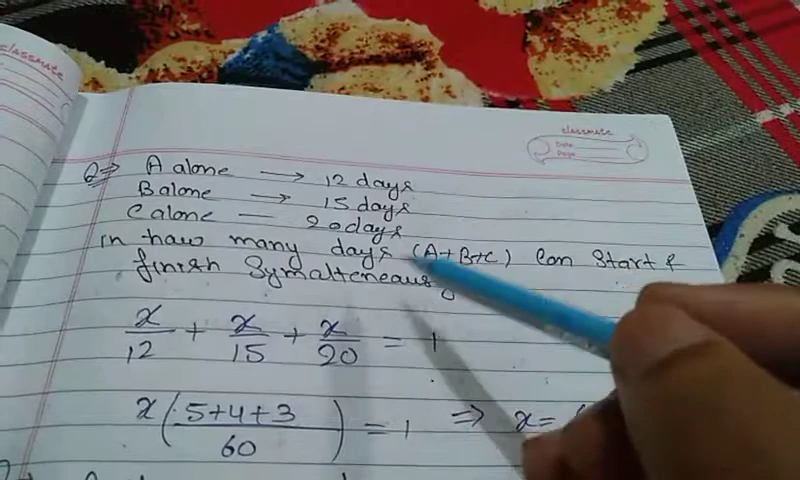 classmate
classmate
Date
Page
Q⇒ A alone → 12 days
B alone → 15 days
C alone — 20 days
in how many days (A+B+C) Can Start &
finish Symalteneous
x/12 + x/15 + x/20 = 1
x(5+4+3/60) = 1 ⇒ x=